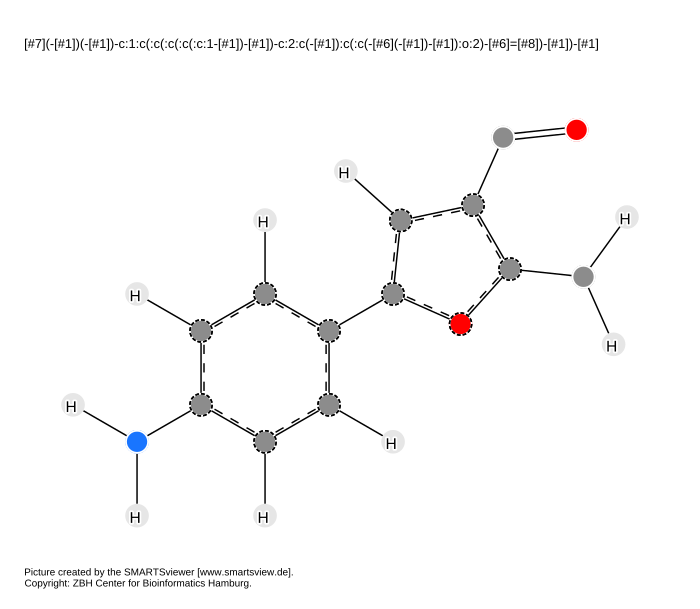 [#7](-[#1])(-[#1])-c:1:c(:c(:c(:c(:c:1-[#1])-[#1])-c:2:c(-[#1]):c(:c(-[#6](-[#1])-[#1]):o:2)-[#6]=[#8])-[#1])-[#1]
H
H
H
H
H
H
H
H
H
H
Picture created by the SMARTSviewer [www.smartsview.de].
Copyright: ZBH Center for Bioinformatics Hamburg.